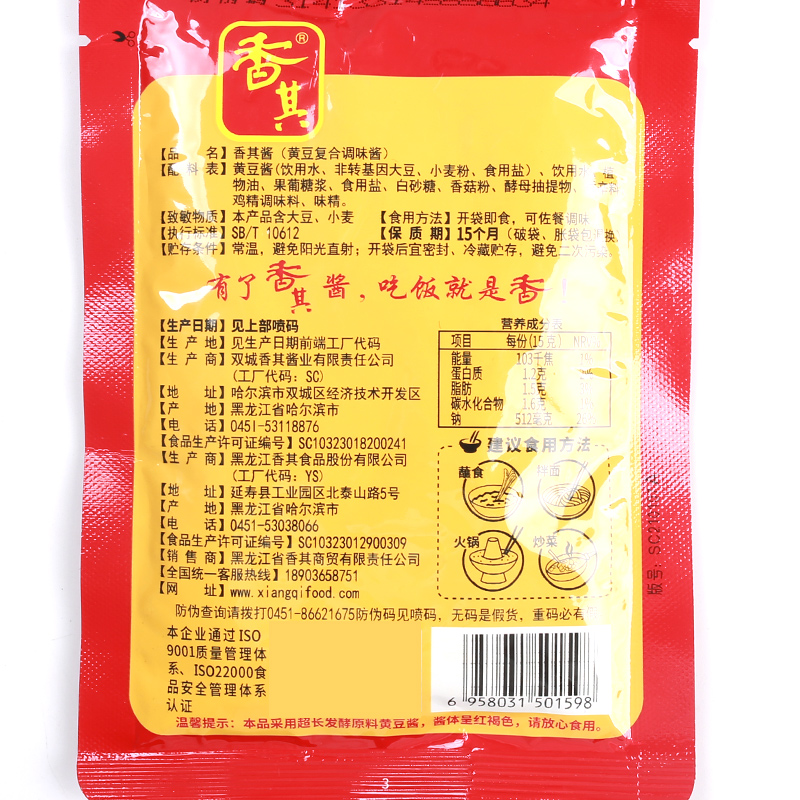 香其®
【品 名】香其酱（黄豆复合调味酱）
【配 料 表】黄豆酱(饮用水、非转基因大豆、小麦粉、食用盐)、饮用水、植
物油、果葡糖浆、食用盐、白砂糖、香菇粉、酵母抽提物、
鸡精调味料、味精。
【致敏物质】本产品含大豆、小麦 【食用方法】开袋即食，可佐餐调味
【执行标准】SB/T 10612 【保 质 期】15个月（破袋、胀袋包换
【贮存条件】常温，避免阳光直射；开袋后宜密封、冷藏贮存，避免二次污染。
有了香其酱，吃饭就是香！
【生产日期】见上部喷码
【生 产 地】见生产日期前端工厂代码
【生 产 商】双城香其酱业有限责任公司
(工厂代码：SC)
【地 址】哈尔滨市双城区经济技术开发区
【产 地】黑龙江省哈尔滨市
【电 话】0451-53118876
【食品生产许可证编号】SC10323018200241
【生 产 商】黑龙江香其食品股份有限公司
(工厂代码：YS)
【地 址】延寿县工业园区北泰山路5号
【产 地】黑龙江省哈尔滨市
【电 话】0451-53038066
【食品生产许可证编号】SC10323012900309
【销 售 商】黑龙江省香其商贸有限责任公司
【全国统一客服热线】18903658751
【网 址】www.xiangqifood.com
营养成分表
项目 每份(15克) NRV%
能量 103千焦 1%
蛋白质 1.2克
脂肪 1.5克
碳水化合物 1.6克
钠 512毫克
建议食用方法
蘸食 拌面
火锅 炒菜
防伪查询请拨打0451-86621675防伪码见喷码，无码是假货，重码必有
本企业通过ISO
9001质量管理体
系、ISO22000食
品安全管理体系
认证
6 958031 501598
温馨提示：本品采用超长发酵原料黄豆酱，酱体呈红褐色，请放心食用。
3